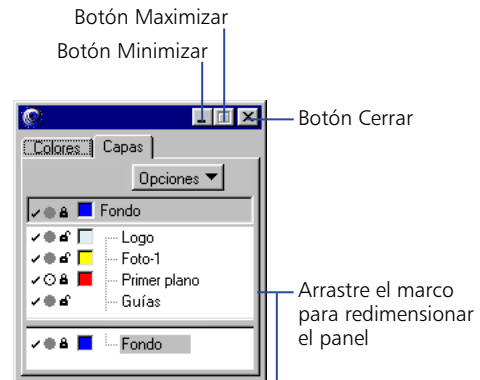 Botón Maximizar
Botón Minimizar
Botón Cerrar
Colores
Capas
Opciones
Fondo
Logo
Foto-1
Primer plano
Guías
Fondo
Arrastre el marco
para redimensionar
el panel